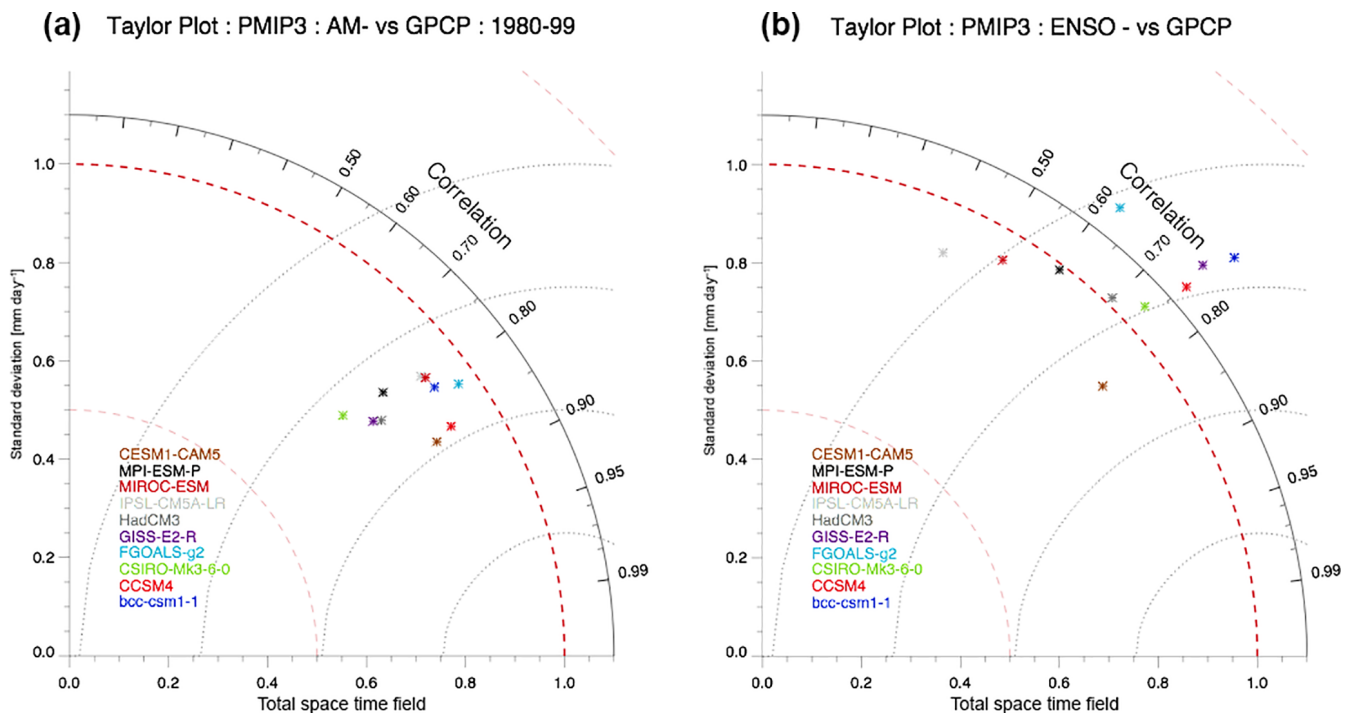 (a) Taylor Plot : PMIP3 : AM- vs GPCP : 1980-99
Standard deviation [mm day⁻¹]
1.0
0.8
0.6
0.4
0.2
0.0
0.0 0.2 0.4 0.6 0.8 1.0
Total space time field
Correlation
0.50
0.60
0.70
0.80
0.90
0.95
0.99
CESM1-CAM5
MPI-ESM-P
MIROC-ESM
IPSL-CM5A-LR
HadCM3
GISS-E2-R
FGOALS-g2
CSIRO-Mk3-6-0
CCSM4
bcc-csm1-1
(b) Taylor Plot : PMIP3 : ENSO - vs GPCP
Standard deviation [mm day⁻¹]
1.0
0.8
0.6
0.4
0.2
0.0
0.0 0.2 0.4 0.6 0.8 1.0
Total space time field
Correlation
0.50
0.60
0.70
0.80
0.90
0.95
0.99
CESM1-CAM5
MPI-ESM-P
MIROC-ESM
IPSL-CM5A-LR
HadCM3
GISS-E2-R
FGOALS-g2
CSIRO-Mk3-6-0
CCSM4
bcc-csm1-1